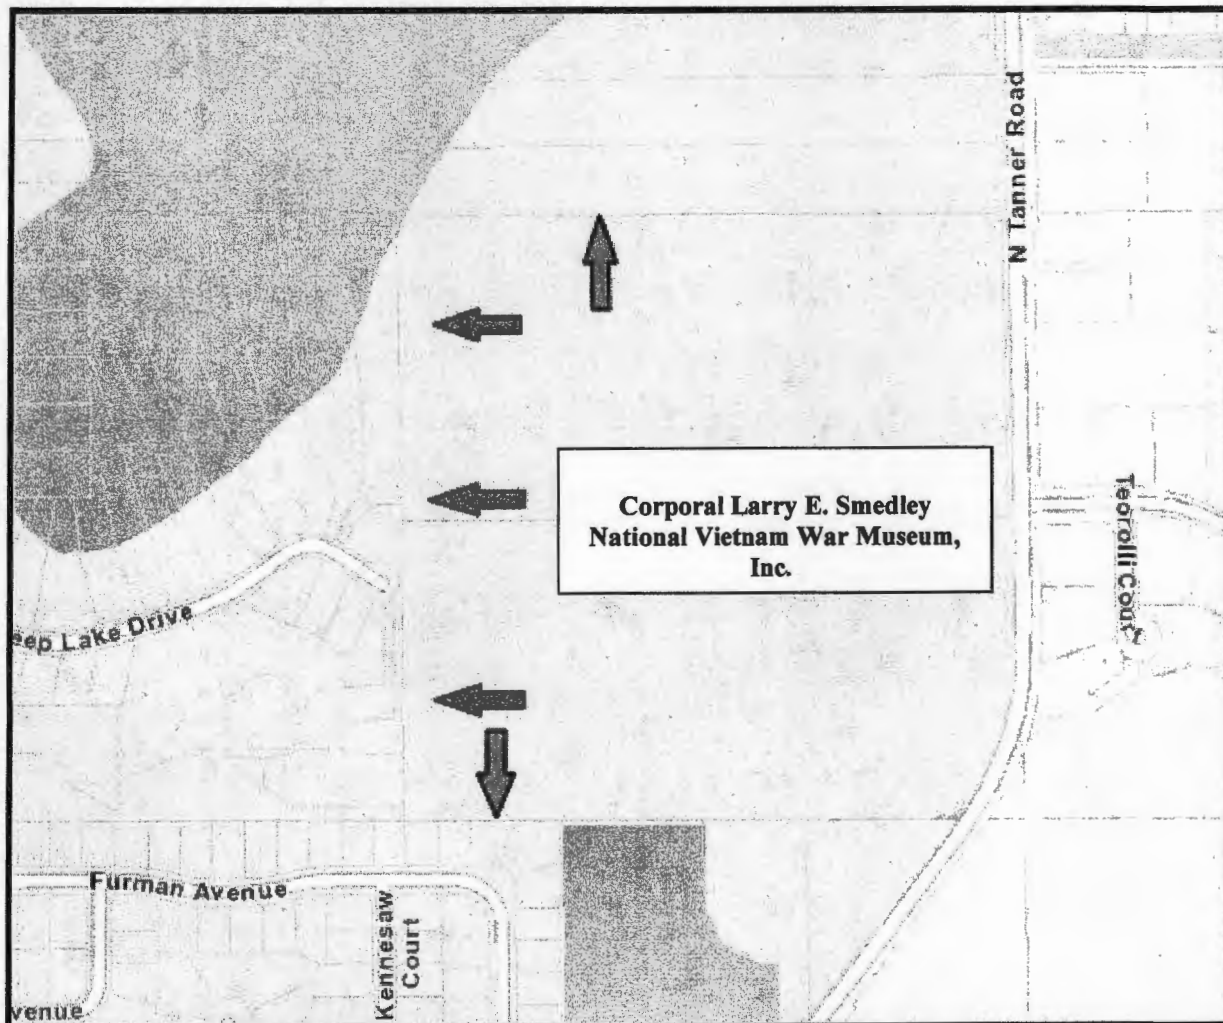 N Tanner Road
Corporal Larry E. Smedley
National Vietnam War Museum,
Inc.
Court
eep Lake Drive
Furman Avenue
Kennesaw
Court
venue